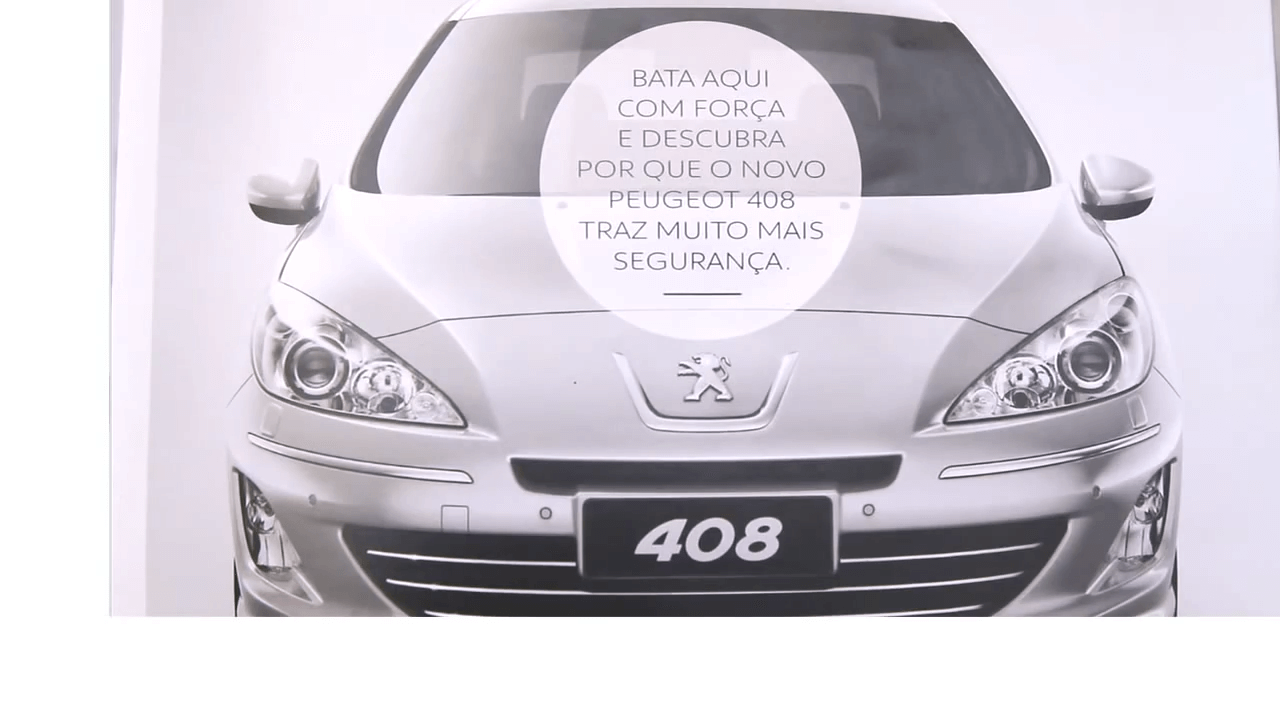 BATA AQUI
COM FORÇA
E DESCUBRA
POR QUE O NOVO
PEUGEOT 408
TRAZ MUITO MAIS
SEGURANÇA.
408